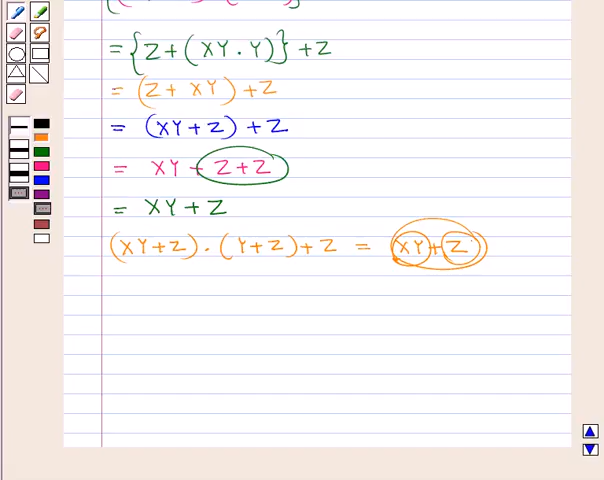 = {Z + (XY · Y)} + Z
= (Z + XY) + Z
= (XY + Z) + Z
= XY + Z + Z
= XY + Z
(XY+Z) · (Y+Z) + Z = XY + Z